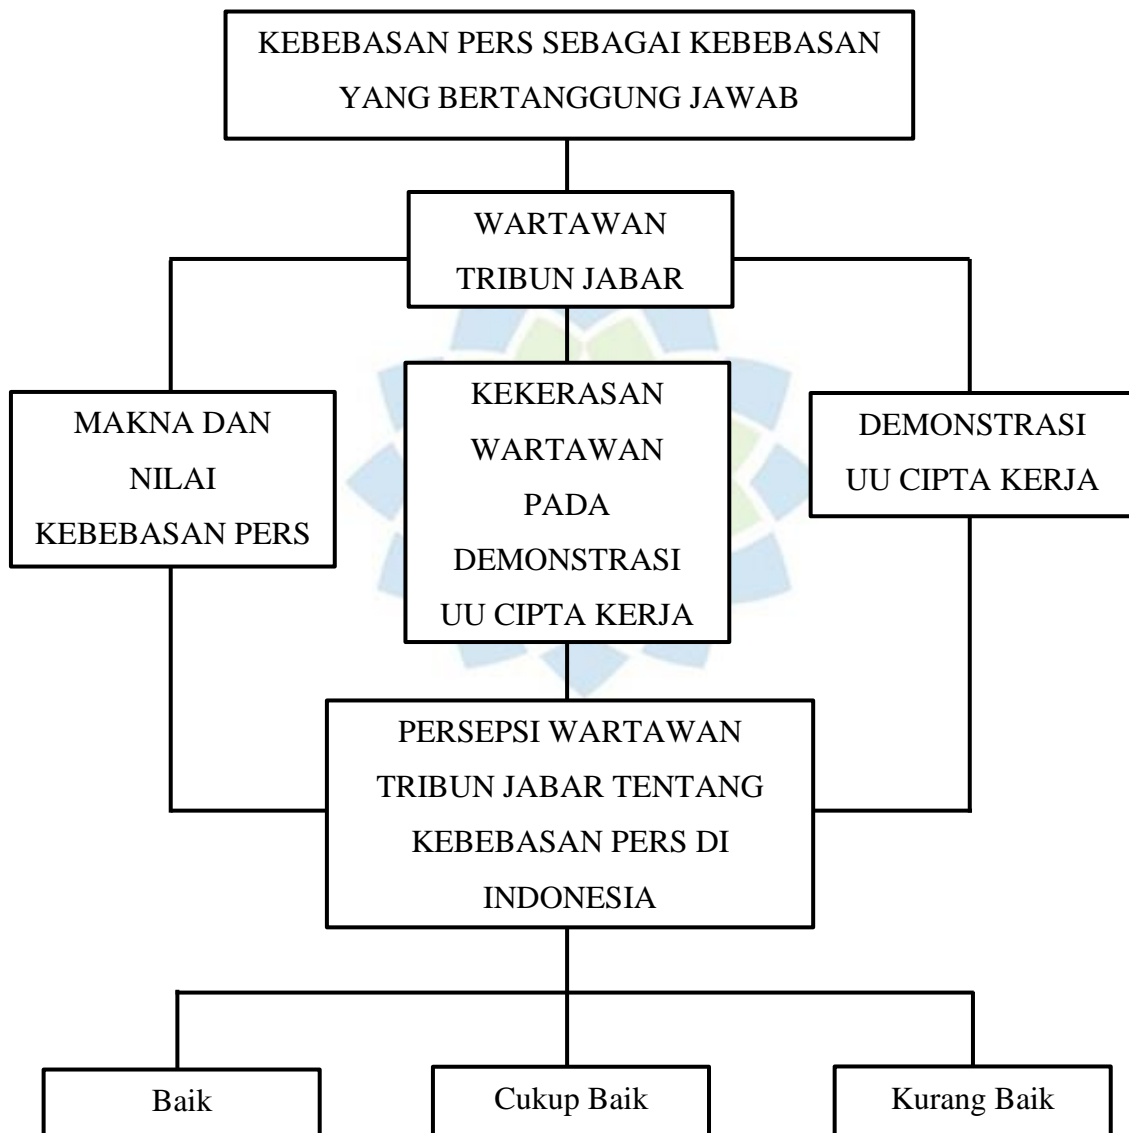 KEBEBASAN PERS SEBAGAI KEBEBASAN
YANG BERTANGGUNG JAWAB
WARTAWAN
TRIBUN JABAR
MAKNA DAN
NILAI
KEBEBASAN PERS
KEKERASAN
WARTAWAN
PADA
DEMONSTRASI
UU CIPTA KERJA
DEMONSTRASI
UU CIPTA KERJA
PERSEPSI WARTAWAN
TRIBUN JABAR TENTANG
KEBEBASAN PERS DI
INDONESIA
Baik
Cukup Baik
Kurang Baik